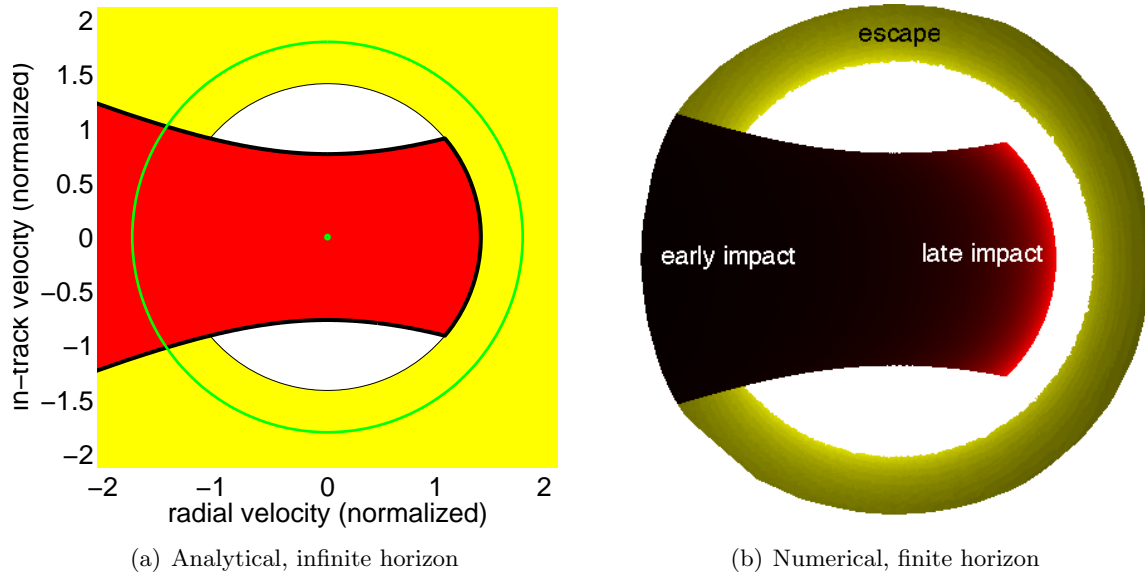 2
1.5
1
0.5
0
−0.5
−1
−1.5
−2
in−track velocity (normalized)
−2 −1 0 1 2
radial velocity (normalized)
(a) Analytical, infinite horizon
escape
early impact
late impact
(b) Numerical, finite horizon